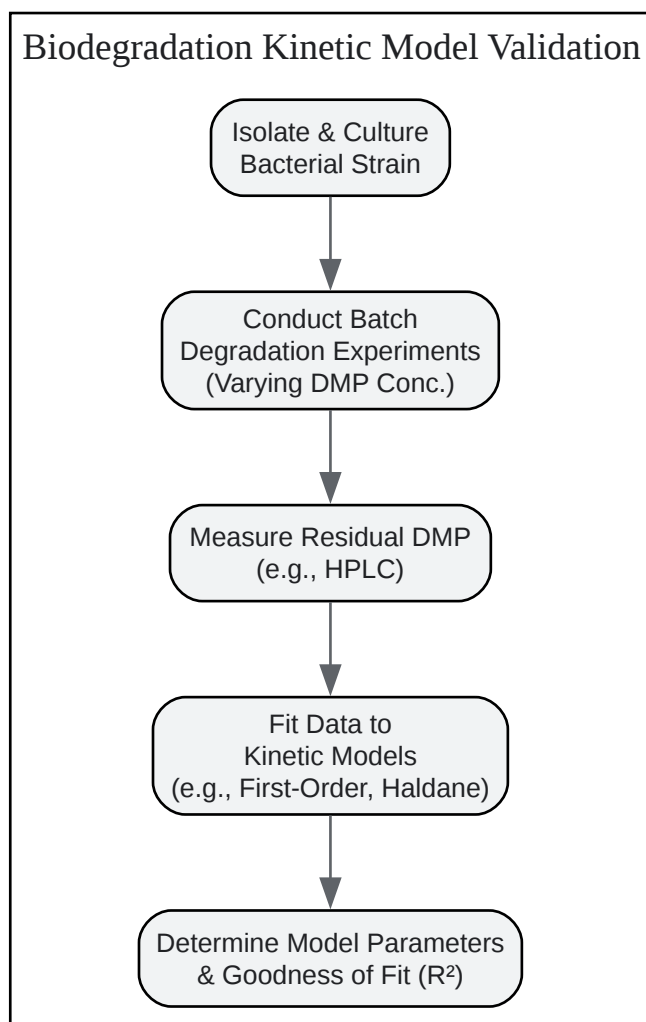 Biodegradation Kinetic Model Validation
Isolate & Culture
Bacterial Strain
Conduct Batch
Degradation Experiments
(Varying DMP Conc.)
Measure Residual DMP
(e.g., HPLC)
Fit Data to
Kinetic Models
(e.g., First-Order, Haldane)
Determine Model Parameters
& Goodness of Fit (R²)